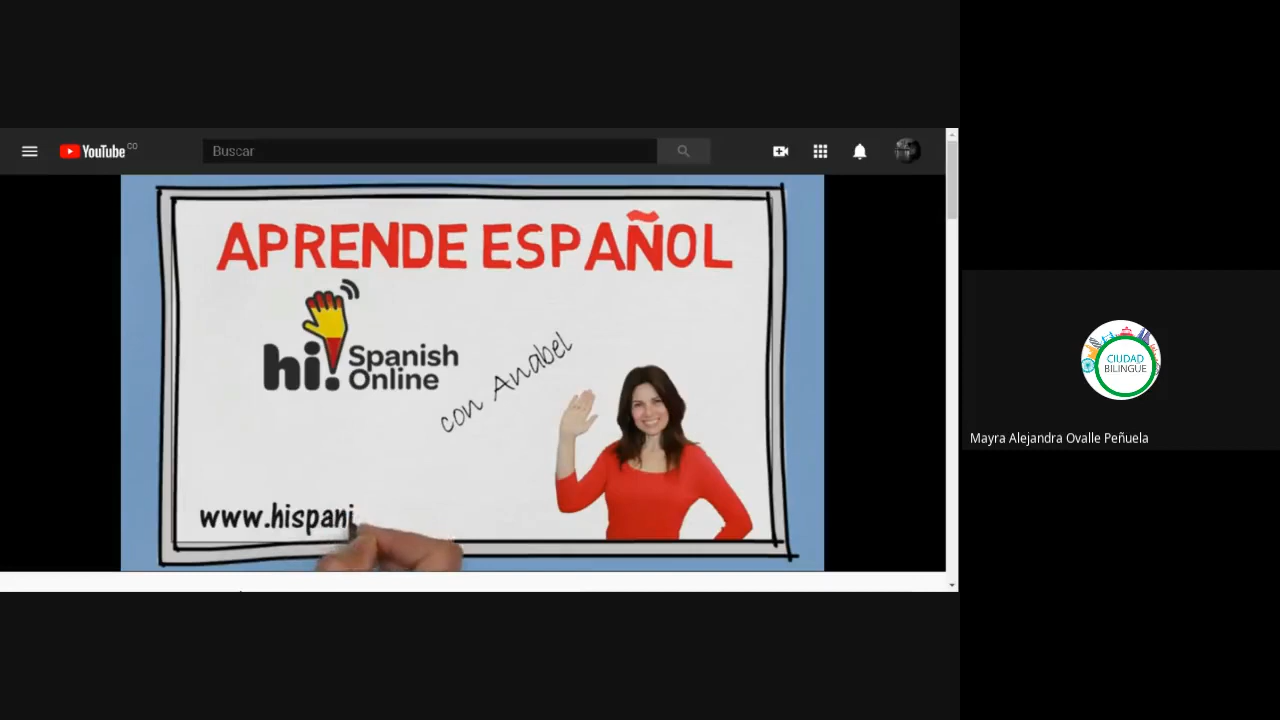 YouTube CO
Buscar
APRENDE ESPAÑOL
hi! Spanish
Online
con Anabel
www.hispani
CIUDAD
BILINGÜE
Mayra Alejandra Ovalle Peñuela